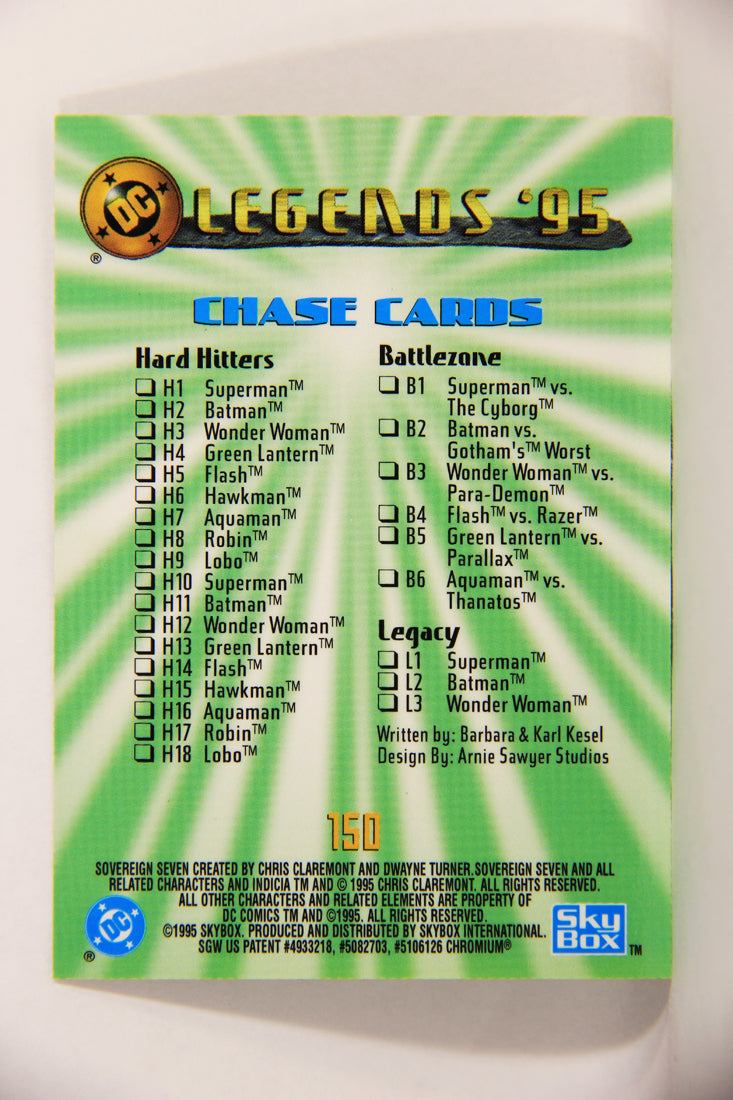 DC LEGENDS '95
®
CHASE CARDS
Hard Hitters
☐ H1 Superman™
☐ H2 Batman™
☐ H3 Wonder Woman™
☐ H4 Green Lantern™
☐ H5 Flash™
☐ H6 Hawkman™
☐ H7 Aquaman™
☐ H8 Robin™
☐ H9 Lobo™
☐ H10 Superman™
☐ H11 Batman™
☐ H12 Wonder Woman™
☐ H13 Green Lantern™
☐ H14 Flash™
☐ H15 Hawkman™
☐ H16 Aquaman™
☐ H17 Robin™
☐ H18 Lobo™
Battlezone
☐ B1 Superman™ vs.
The Cyborg™
☐ B2 Batman vs.
Gotham's™ Worst
☐ B3 Wonder Woman™ vs.
Para-Demon™
☐ B4 Flash™ vs. Razer™
☐ B5 Green Lantern™ vs.
Parallax™
☐ B6 Aquaman™ vs.
Thanatos™
Legacy
☐ L1 Superman™
☐ L2 Batman™
☐ L3 Wonder Woman™
Written by: Barbara & Karl Kesel
Design By: Arnie Sawyer Studios
150
SOVEREIGN SEVEN CREATED BY CHRIS CLAREMONT AND DWAYNE TURNER.SOVEREIGN SEVEN AND ALL
RELATED CHARACTERS AND INDICIA TM AND © 1995 CHRIS CLAREMONT. ALL RIGHTS RESERVED.
ALL OTHER CHARACTERS AND RELATED ELEMENTS ARE PROPERTY OF
DC COMICS TM AND ©1995. ALL RIGHTS RESERVED.
©1995 SKYBOX. PRODUCED AND DISTRIBUTED BY SKYBOX INTERNATIONAL.
SGW US PATENT #4933218, #5082703, #5106126 CHROMIUM®
DC
®
Sky
Box
™